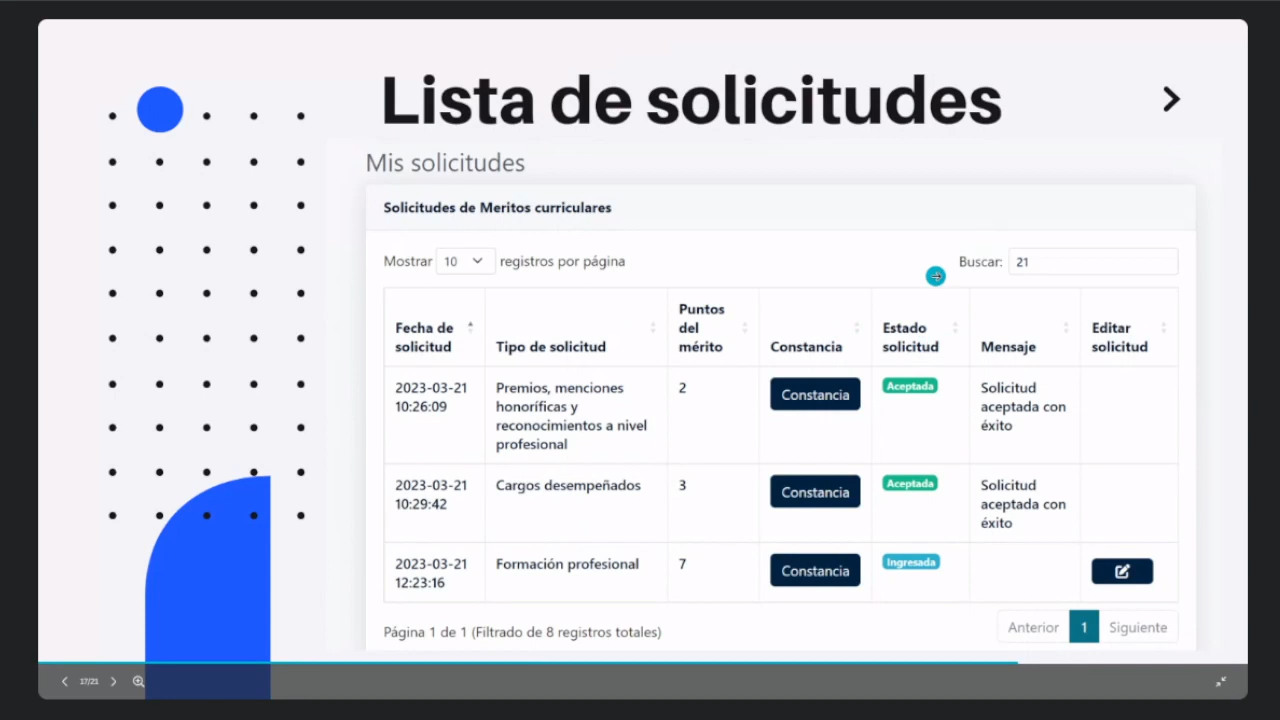 Lista de solicitudes
Mis solicitudes
Solicitudes de Meritos curriculares
Mostrar 10 registros por página
Buscar: 21
Fecha de solicitud
Tipo de solicitud
Puntos del mérito
Constancia
Estado solicitud
Mensaje
Editar solicitud
2023-03-21
10:26:09
Premios, menciones
honoríficas y
reconocimientos a nivel
profesional
2
Constancia
Aceptada
Solicitud
aceptada con
éxito
2023-03-21
10:29:42
Cargos desempeñados
3
Constancia
Aceptada
Solicitud
aceptada con
éxito
2023-03-21
12:23:16
Formación profesional
7
Constancia
Ingresada
Página 1 de 1 (Filtrado de 8 registros totales)
Anterior 1 Siguiente
17/21